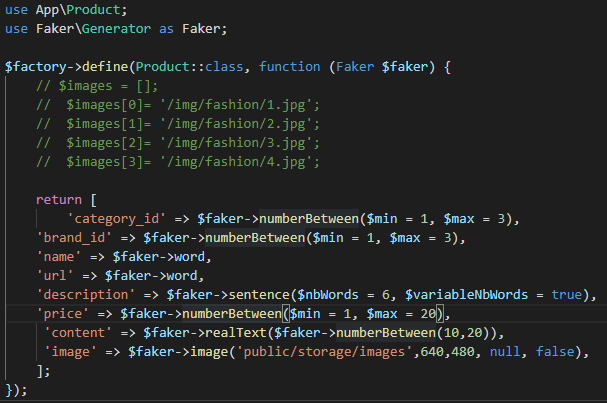 use App\Product;
use Faker\Generator as Faker;
$factory->define(Product::class, function (Faker $faker) {
// $images = [];
//  $images[0]= '/img/fashion/1.jpg';
//  $images[1]= '/img/fashion/2.jpg';
//  $images[2]= '/img/fashion/3.jpg';
//  $images[3]= '/img/fashion/4.jpg';
return [
'category_id' => $faker->numberBetween($min = 1, $max = 3),
'brand_id' => $faker->numberBetween($min = 1, $max = 3),
'name' => $faker->word,
'url' => $faker->word,
'description' => $faker->sentence($nbWords = 6, $variableNbWords = true),
'price' => $faker->numberBetween($min = 1, $max = 20),
'content' => $faker->realText($faker->numberBetween(10,20)),
'image' => $faker->image('public/storage/images',640,480, null, false),
];
});